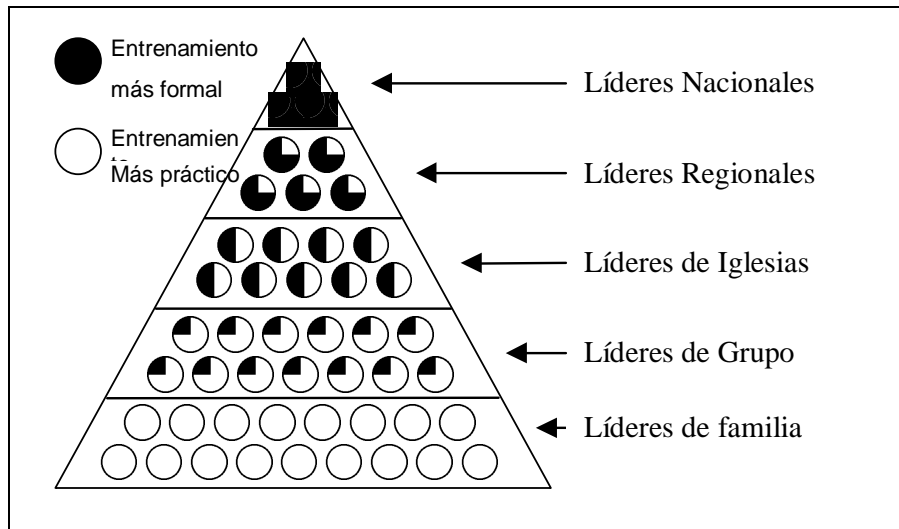 Entrenamiento
más formal
Entrenamien
Más práctico
Líderes Nacionales
Líderes Regionales
Líderes de Iglesias
Líderes de Grupo
Líderes de familia